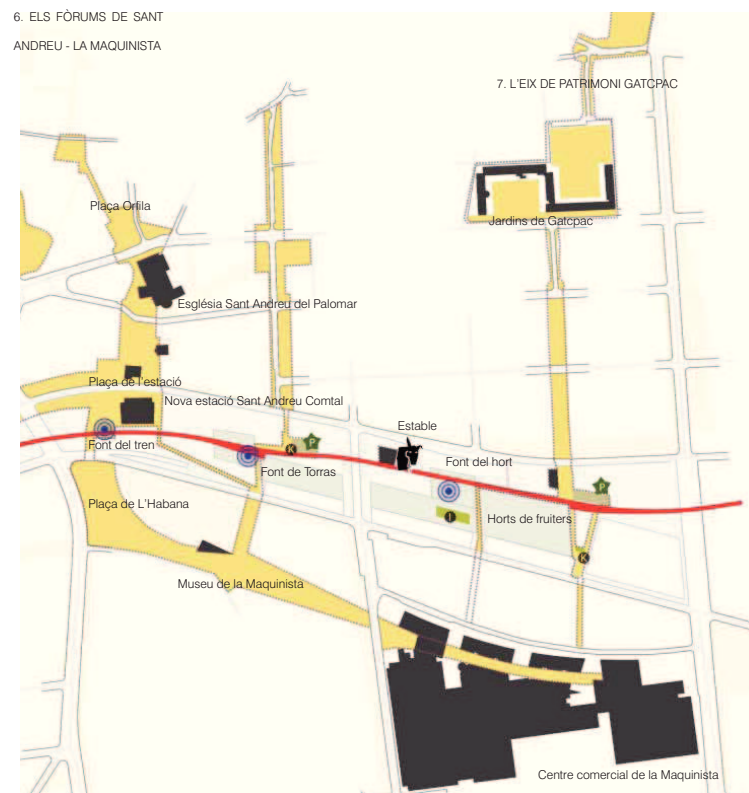 6. ELS FÒRUMS DE SANT
ANDREU - LA MAQUINISTA
7. L'EIX DE PATRIMONI GATCPAC
Plaça Orfila
Jardins de Gatcpac
Església Sant Andreu del Palomar
Plaça de l'estació
Nova estació Sant Andreu Comtal
Estable
Font del tren
P
K
Font de Torras
Font del hort
P
Plaça de L'Habana
I
Horts de fruiters
K
Museu de la Maquinista
Centre comercial de la Maquinista